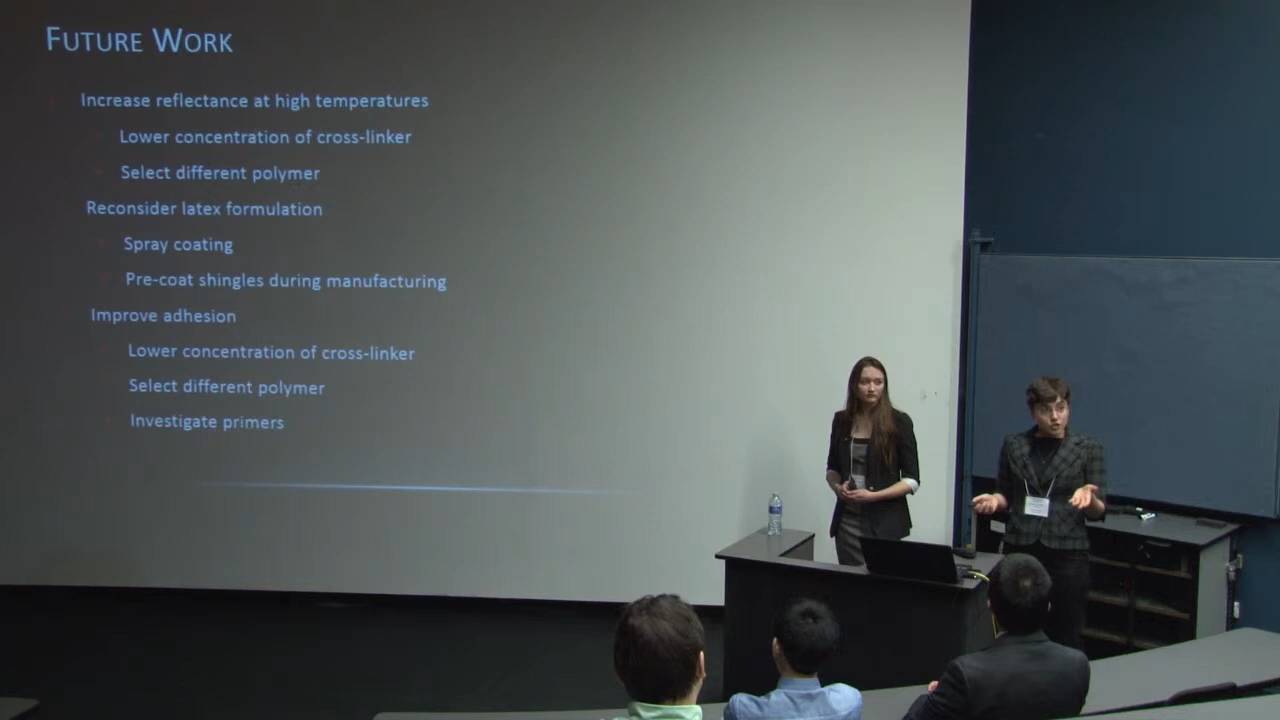 FUTURE WORK
Increase reflectance at high temperatures
Lower concentration of cross-linker
Select different polymer
Reconsider latex formulation
Spray coating
Pre-coat shingles during manufacturing
Improve adhesion
Lower concentration of cross-linker
Select different polymer
Investigate primers